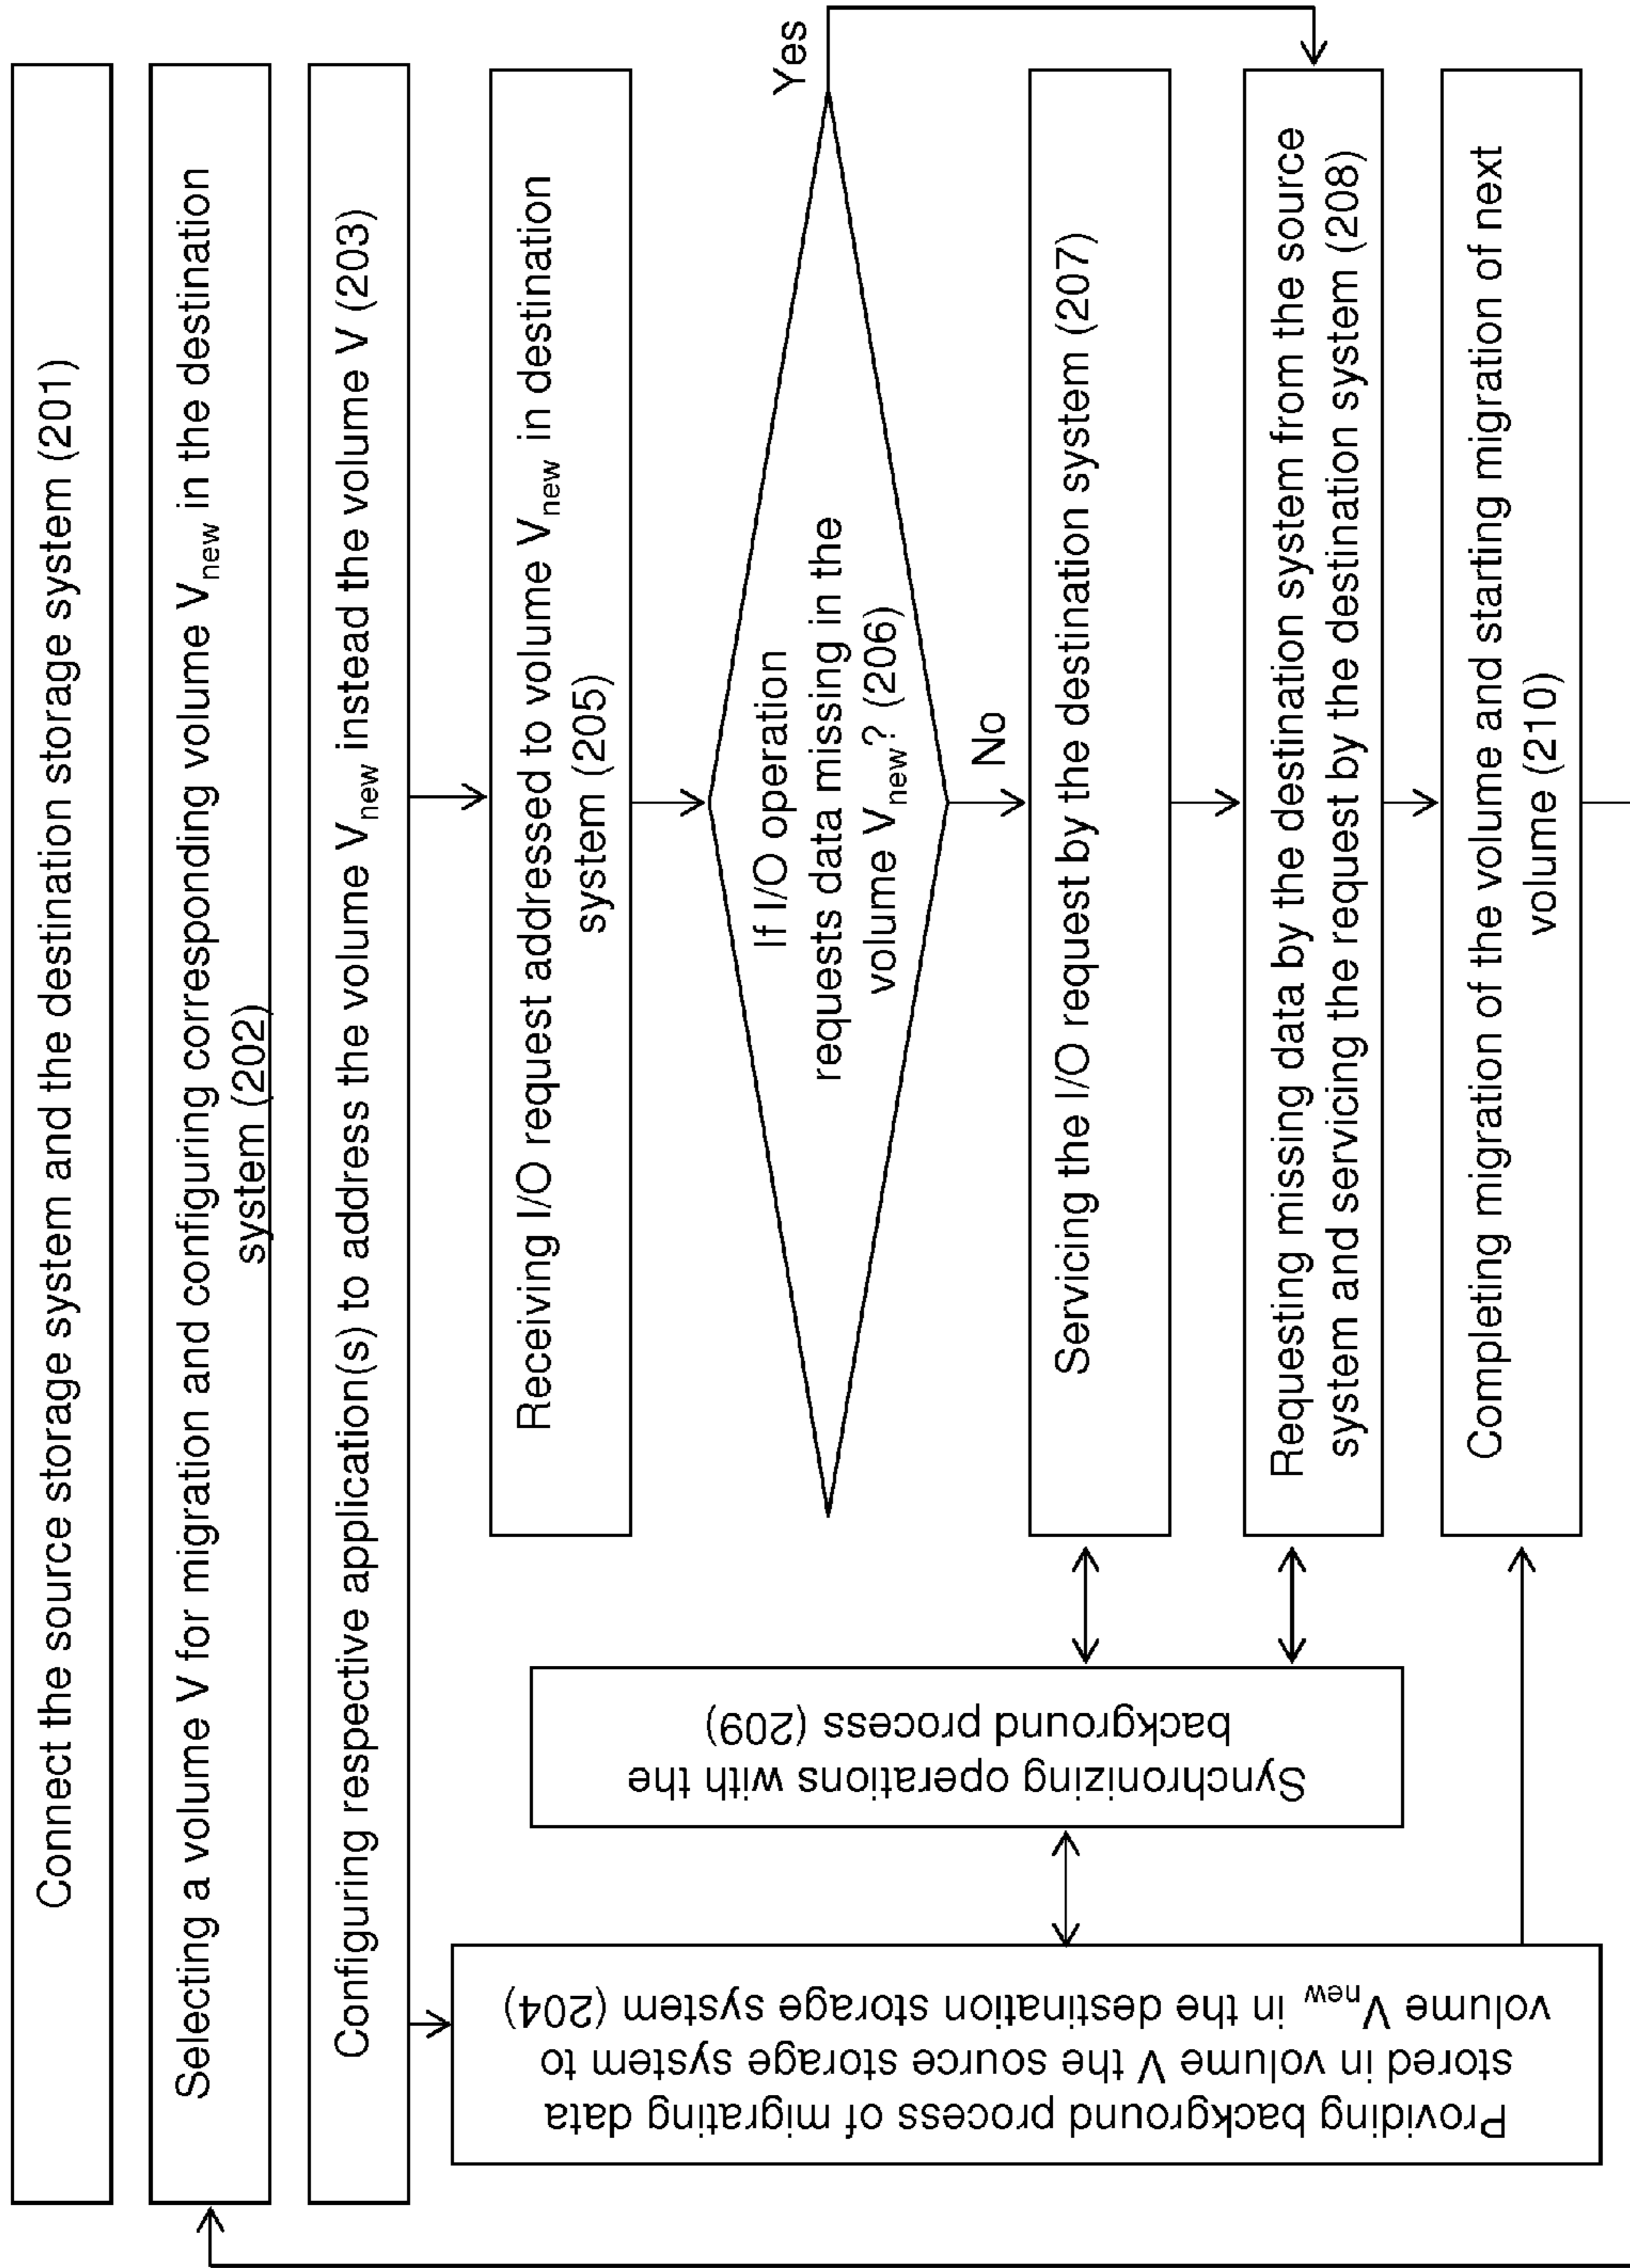 Connect the source storage system and the destination storage system (201)
Selecting a volume V for migration and configuring corresponding volume Vnew in the destination
system (202)
Configuring respective application(s) to address the volume Vnew instead the volume V (203)
Providing background process of migrating data
stored in volume V the source storage system to
volume Vnew in the destination storage system (204)
Receiving I/O request addressed to volume Vnew in destination
system (205)
If I/O operation
requests data missing in the
volume Vnew? (206)
Yes
No
Servicing the I/O request by the destination system (207)
Requesting missing data by the destination system from the source
system and servicing the request by the destination system (208)
Synchronizing operations with the
background process (209)
Completing migration of the volume and starting migration of next
volume (210)